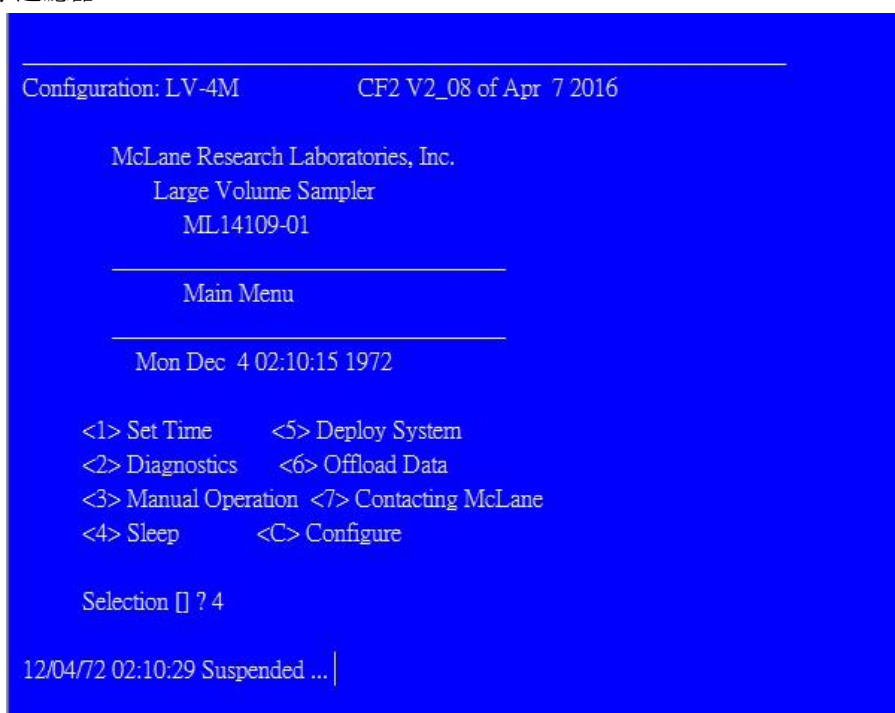 Configuration: LV-4M CF2 V2_08 of Apr 7 2016
McLane Research Laboratories, Inc.
Large Volume Sampler
ML14109-01
Main Menu
Mon Dec 4 02:10:15 1972
<1> Set Time <5> Deploy System
<2> Diagnostics <6> Offload Data
<3> Manual Operation <7> Contacting McLane
<4> Sleep <C> Configure
Selection [] ? 4
12/04/72 02:10:29 Suspended ...